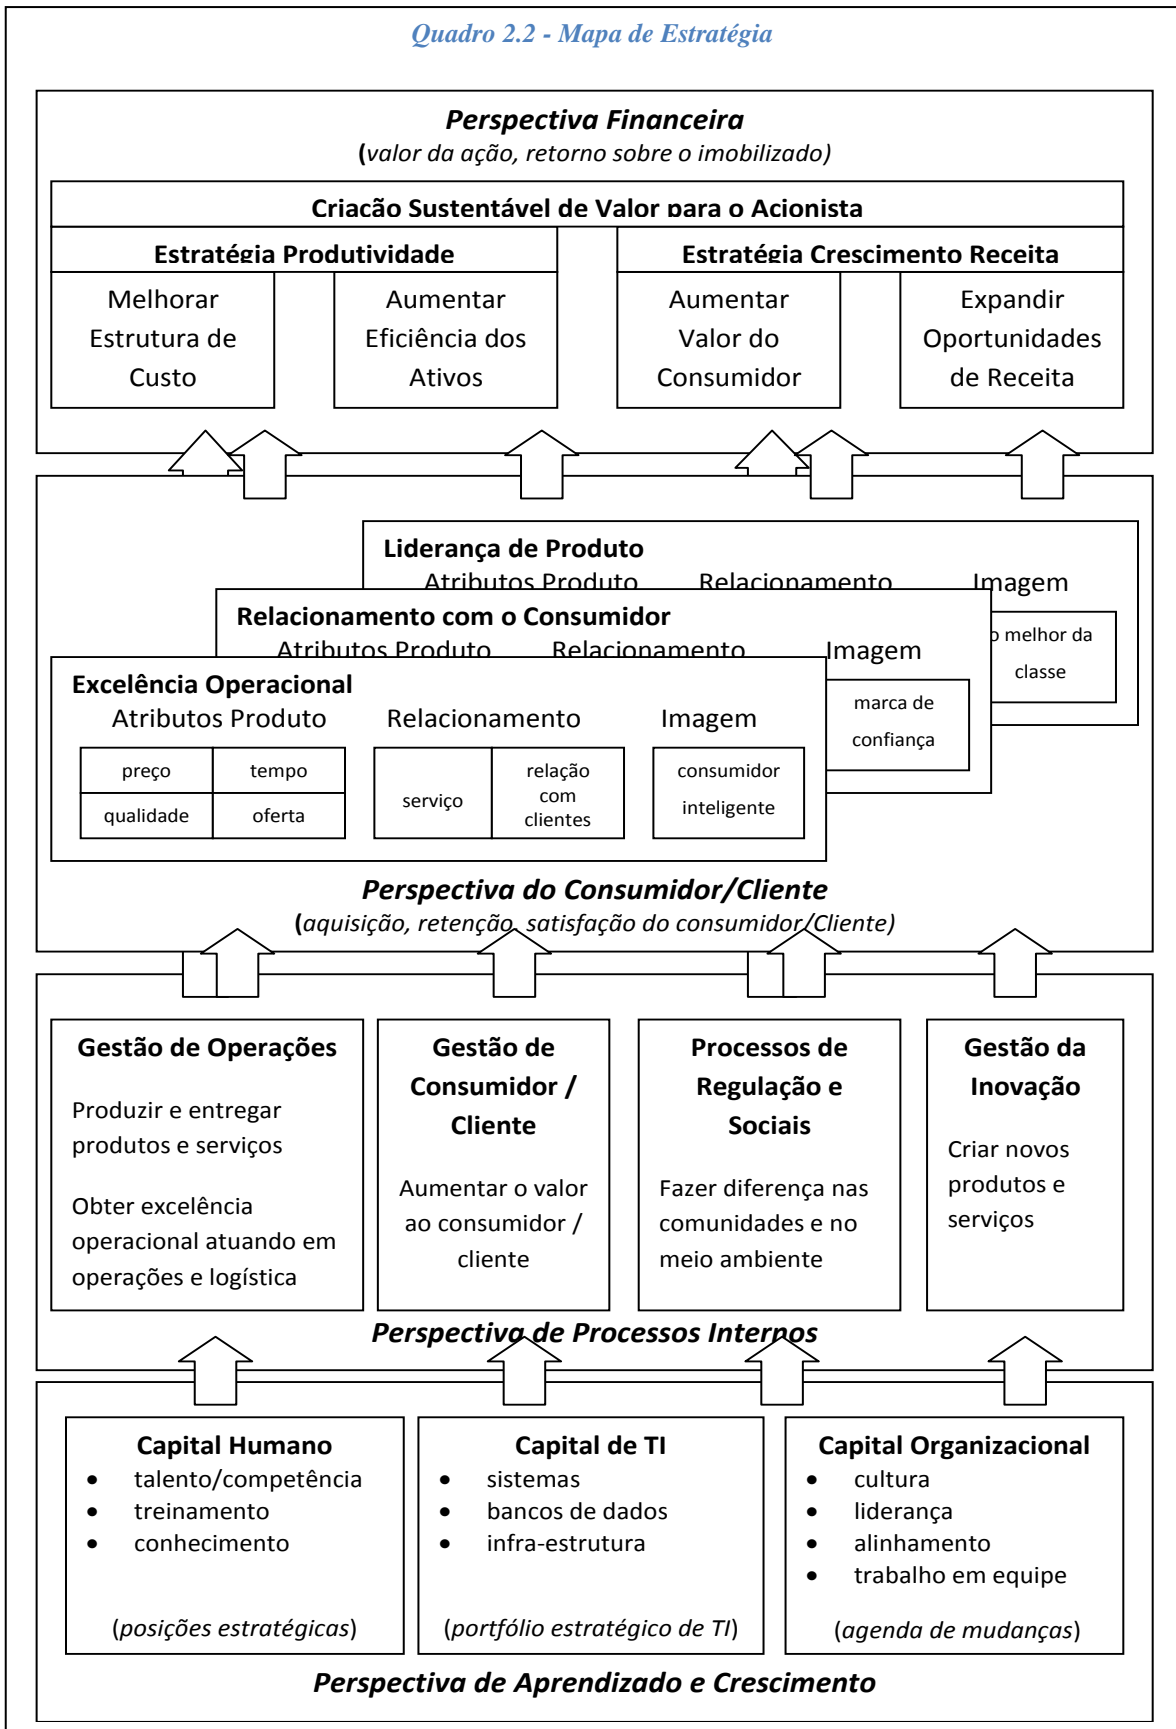 Quadro 2.2 - Mapa de Estratégia
Perspectiva Financeira
(valor da ação, retorno sobre o imobilizado)
Criação Sustentável de Valor para o Acionista
Estratégia Produtividade
Estratégia Crescimento Receita
Melhorar
Estrutura de
Custo
Aumentar
Eficiência dos
Ativos
Aumentar
Valor do
Consumidor
Expandir
Oportunidades
de Receita
Liderança de Produto
Atributos Produto Relacionamento Imagem
o melhor da
classe
Relacionamento com o Consumidor
Atributos Produto Relacionamento Imagem
marca de
confiança
Excelência Operacional
Atributos Produto Relacionamento Imagem
preço
tempo
qualidade
oferta
serviço
relação
com
clientes
consumidor
inteligente
Perspectiva do Consumidor/Cliente
(aquisição, retenção, satisfação do consumidor/Cliente)
Gestão de Operações
Produzir e entregar
produtos e serviços
Obter excelência
operacional atuando em
operações e logística
Gestão de
Consumidor /
Cliente
Aumentar o valor
ao consumidor /
cliente
Processos de
Regulação e
Sociais
Fazer diferença nas
comunidades e no
meio ambiente
Gestão da
Inovação
Criar novos
produtos e
serviços
Perspectiva de Processos Internos
Capital Humano
• talento/competência
• treinamento
• conhecimento
(posições estratégicas)
Capital de TI
• sistemas
• bancos de dados
• infra-estrutura
(portfólio estratégico de TI)
Capital Organizacional
• cultura
• liderança
• alinhamento
• trabalho em equipe
(agenda de mudanças)
Perspectiva de Aprendizado e Crescimento